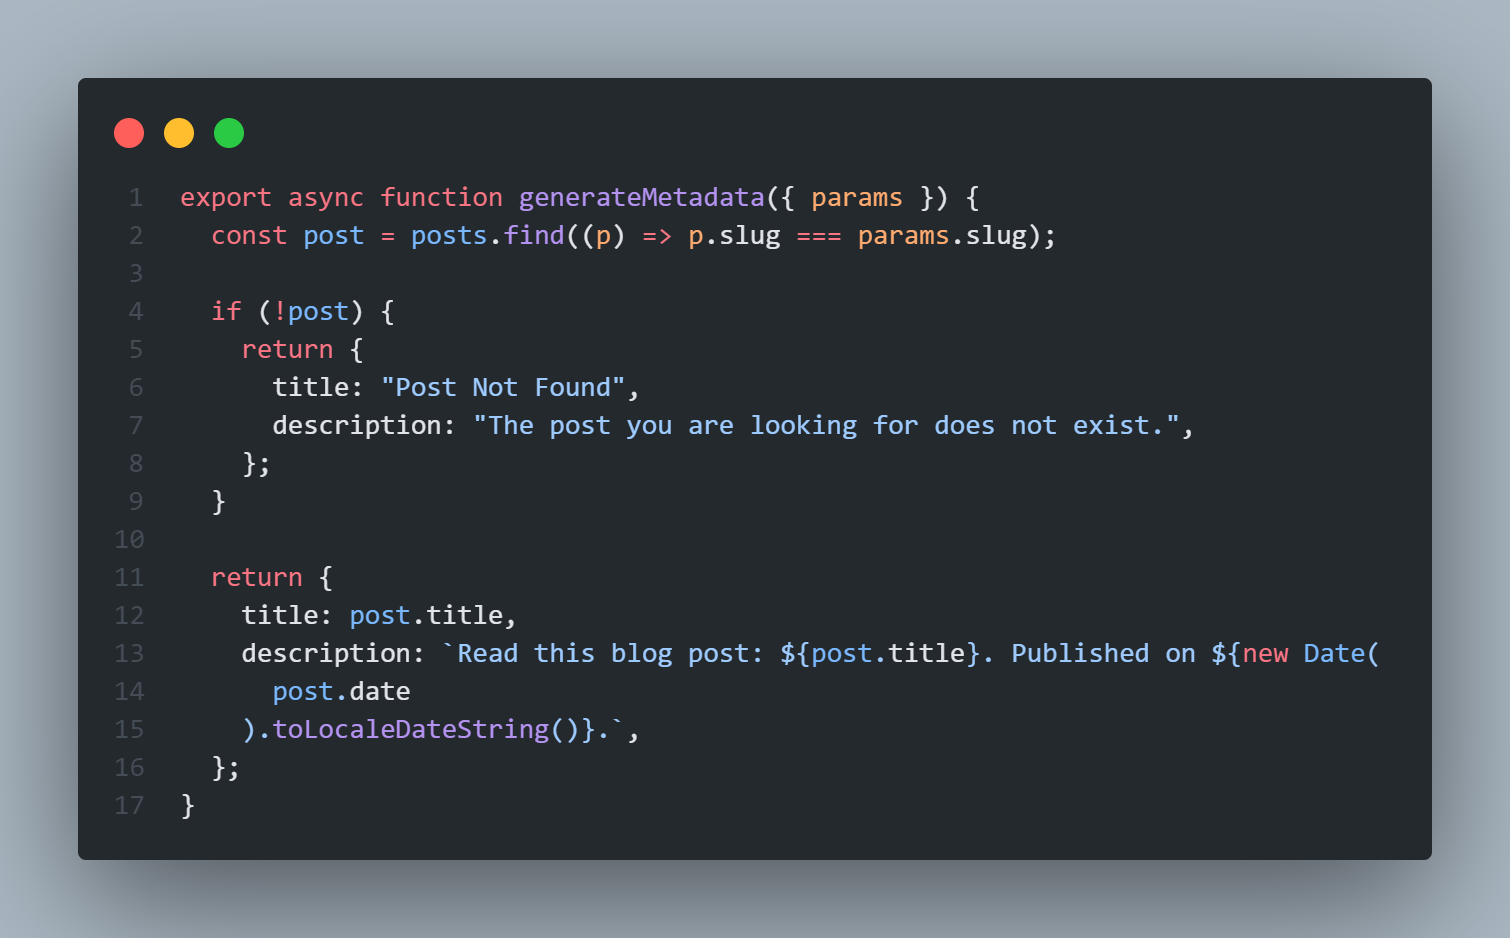 1 export async function generateMetadata({ params }) {
2   const post = posts.find((p) => p.slug === params.slug);
3
4   if (!post) {
5     return {
6       title: "Post Not Found",
7       description: "The post you are looking for does not exist.",
8     };
9   }
10
11   return {
12     title: post.title,
13     description: `Read this blog post: ${post.title}. Published on ${new Date(
14       post.date
15     ).toLocaleDateString()}.`,
16   };
17 }